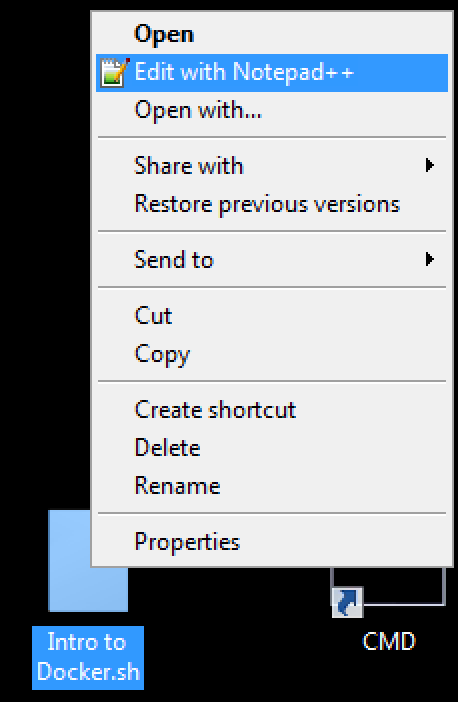 Open
Edit with Notepad++
Open with...
Share with
Restore previous versions
Send to
Cut
Copy
Create shortcut
Delete
Rename
Properties
Intro to
Docker.sh
CMD